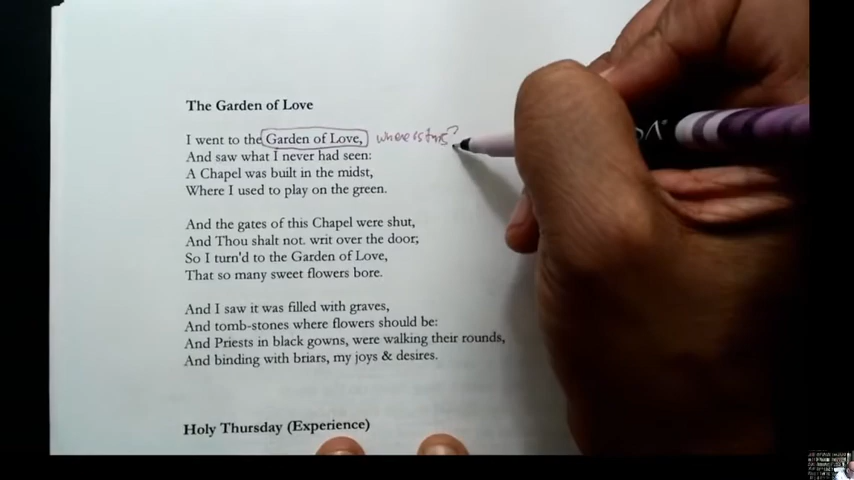 The Garden of Love
I went to the Garden of Love, where is this?
And saw what I never had seen:
A Chapel was built in the midst,
Where I used to play on the green.
And the gates of this Chapel were shut,
And Thou shalt not. writ over the door;
So I turn'd to the Garden of Love,
That so many sweet flowers bore.
And I saw it was filled with graves,
And tomb-stones where flowers should be:
And Priests in black gowns, were walking their rounds,
And binding with briars, my joys & desires.
Holy Thursday (Experience)